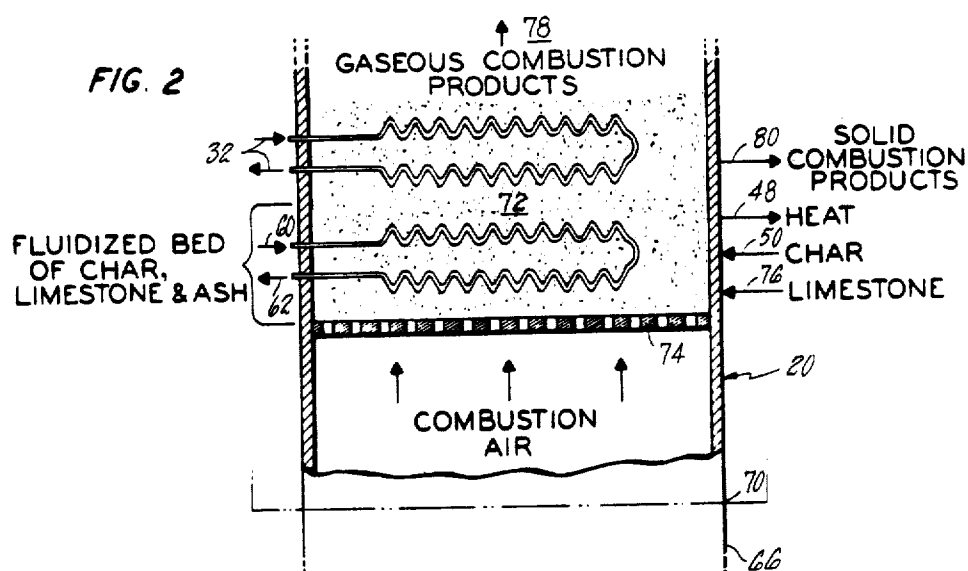 78
GASEOUS COMBUSTION
PRODUCTS
FIG. 2
32
80
SOLID
COMBUSTION
PRODUCTS
72
48
HEAT
60
FLUIDIZED BED
OF CHAR,
LIMESTONE & ASH
50
CHAR
62
76
LIMESTONE
74
20
COMBUSTION
AIR
70
66